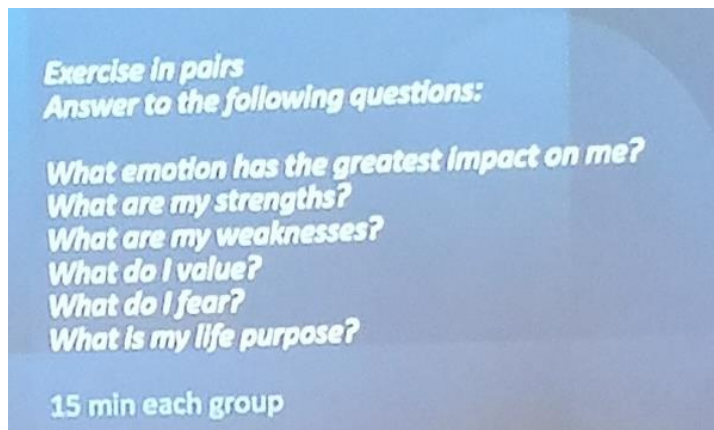 Exercise in pairs
Answer to the following questions:
What emotion has the greatest impact on me?
What are my strengths?
What are my weaknesses?
What do I value?
What do I fear?
What is my life purpose?
15 min each group